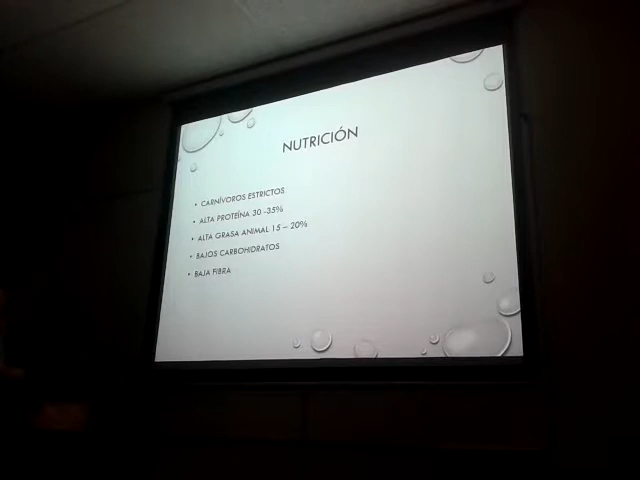 NUTRICIÓN
• CARNÍVOROS ESTRICTOS
• ALTA PROTEÍNA 30 -35%
• ALTA GRASA ANIMAL 15 – 20%
• BAJOS CARBOHIDRATOS
• BAJA FIBRA